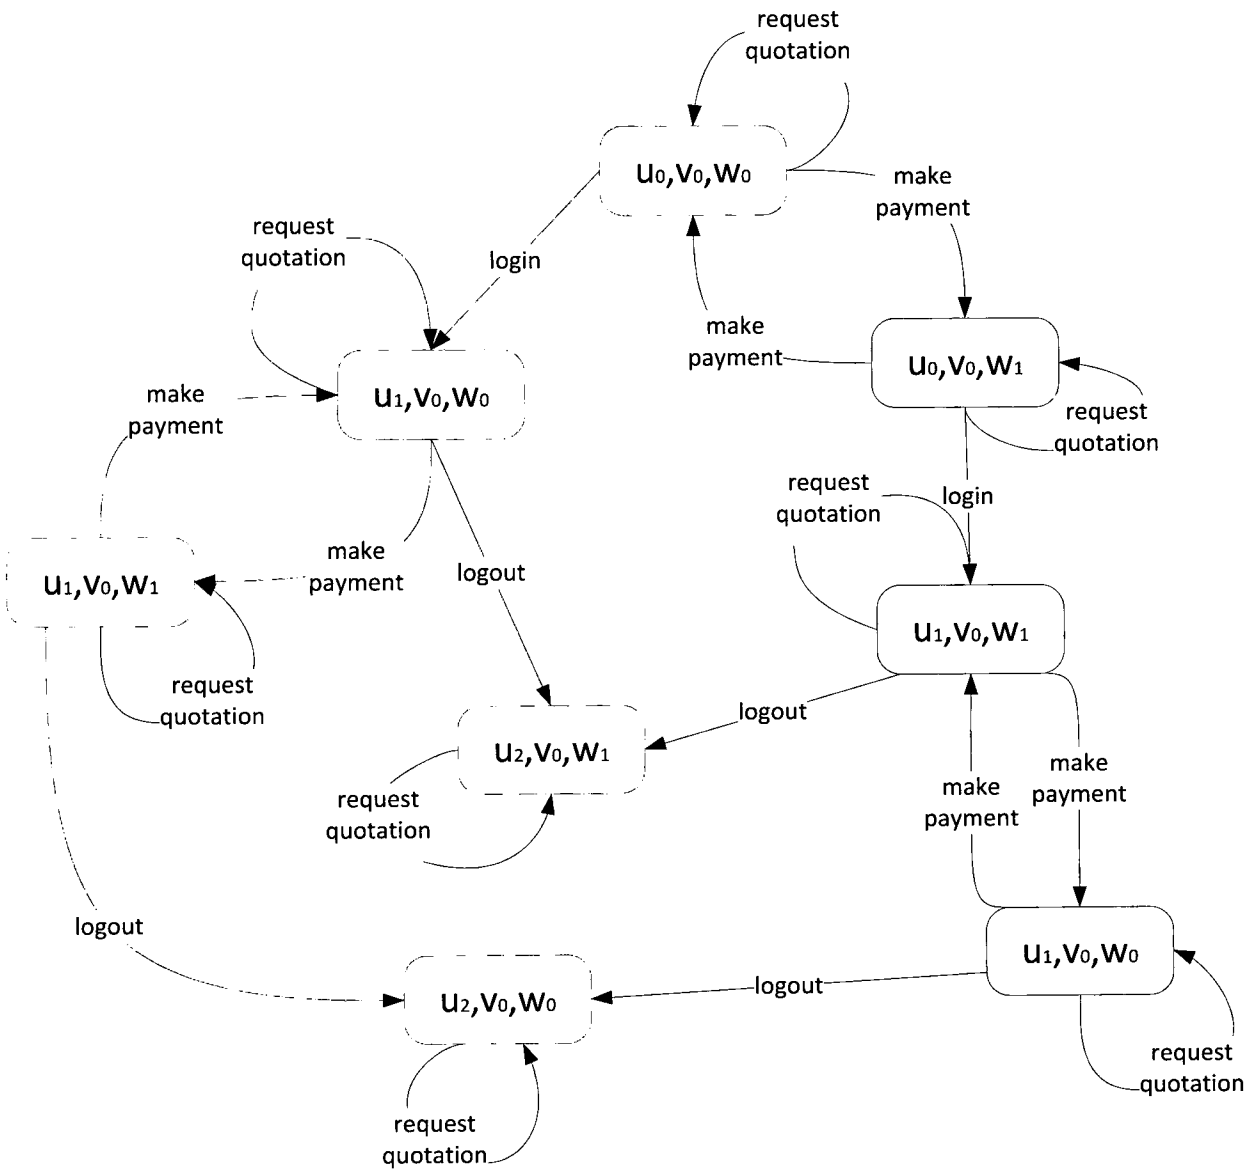 request
quotation
u0,v0,w0
make
payment
request
quotation
login
make
payment
u0,v0,w1
request
quotation
make
payment
u1,v0,w0
request
quotation
login
make
payment
logout
u1,v0,w1
u1,v0,w1
request
quotation
logout
u2,v0,w1
make
payment
make
payment
request
quotation
logout
u1,v0,w0
logout
u2,v0,w0
request
quotation
request
quotation